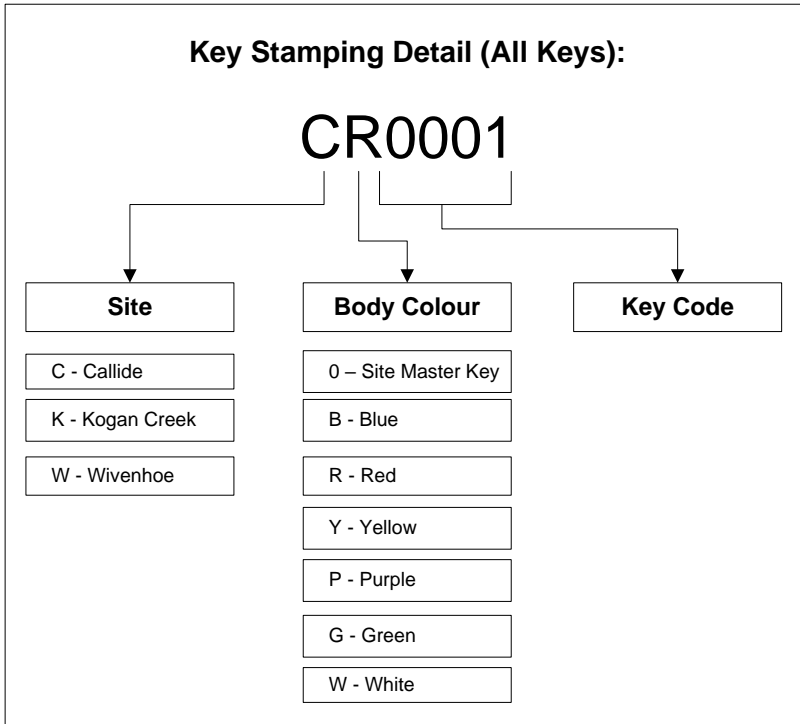 Key Stamping Detail (All Keys):
CR0001
Site
Body Colour
Key Code
C - Callide
K - Kogan Creek
W - Wivenhoe
0 – Site Master Key
B - Blue
R - Red
Y - Yellow
P - Purple
G - Green
W - White